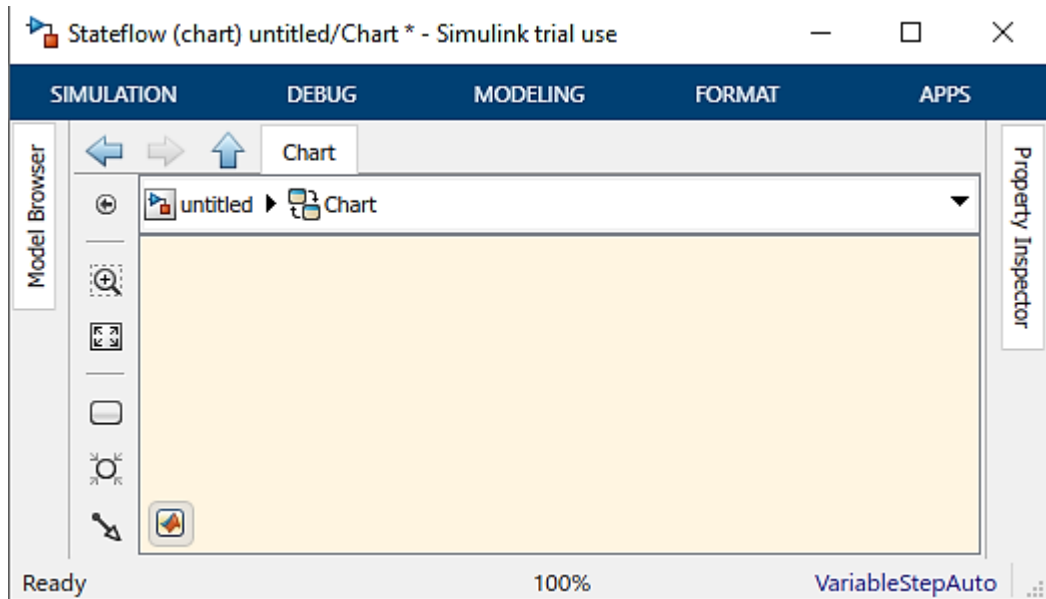 Stateflow (chart) untitled/Chart * - Simulink trial use
SIMULATION DEBUG MODELING FORMAT APPS
Model Browser
Chart
untitled Chart
Property Inspector
Ready 100% VariableStepAuto